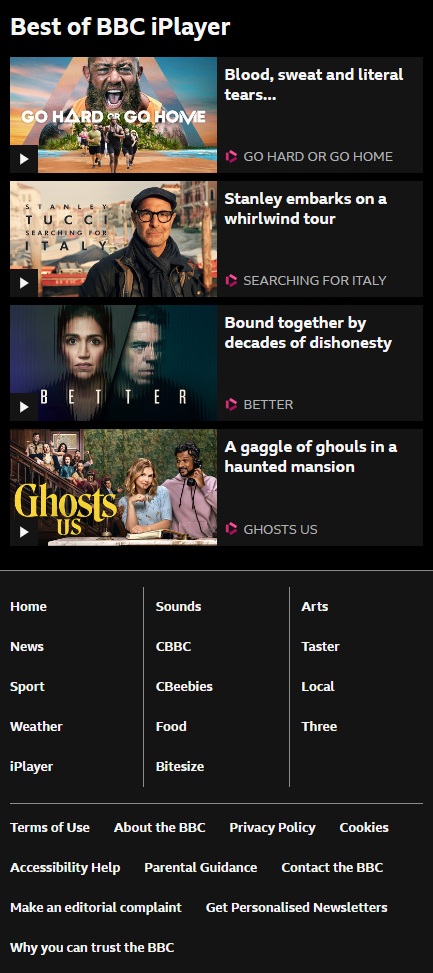 Best of BBC iPlayer
GO HARD OR GO HOME
Blood, sweat and literal
tears...
GO HARD OR GO HOME
STANLEY
TUCCI
SEARCHING FOR
ITALY
Stanley embarks on a
whirlwind tour
SEARCHING FOR ITALY
BETTER
Bound together by
decades of dishonesty
BETTER
Ghosts
US
A gaggle of ghouls in a
haunted mansion
GHOSTS US
Home
News
Sport
Weather
iPlayer
Sounds
CBBC
CBeebies
Food
Bitesize
Arts
Taster
Local
Three
Terms of Use About the BBC Privacy Policy Cookies
Accessibility Help Parental Guidance Contact the BBC
Make an editorial complaint Get Personalised Newsletters
Why you can trust the BBC